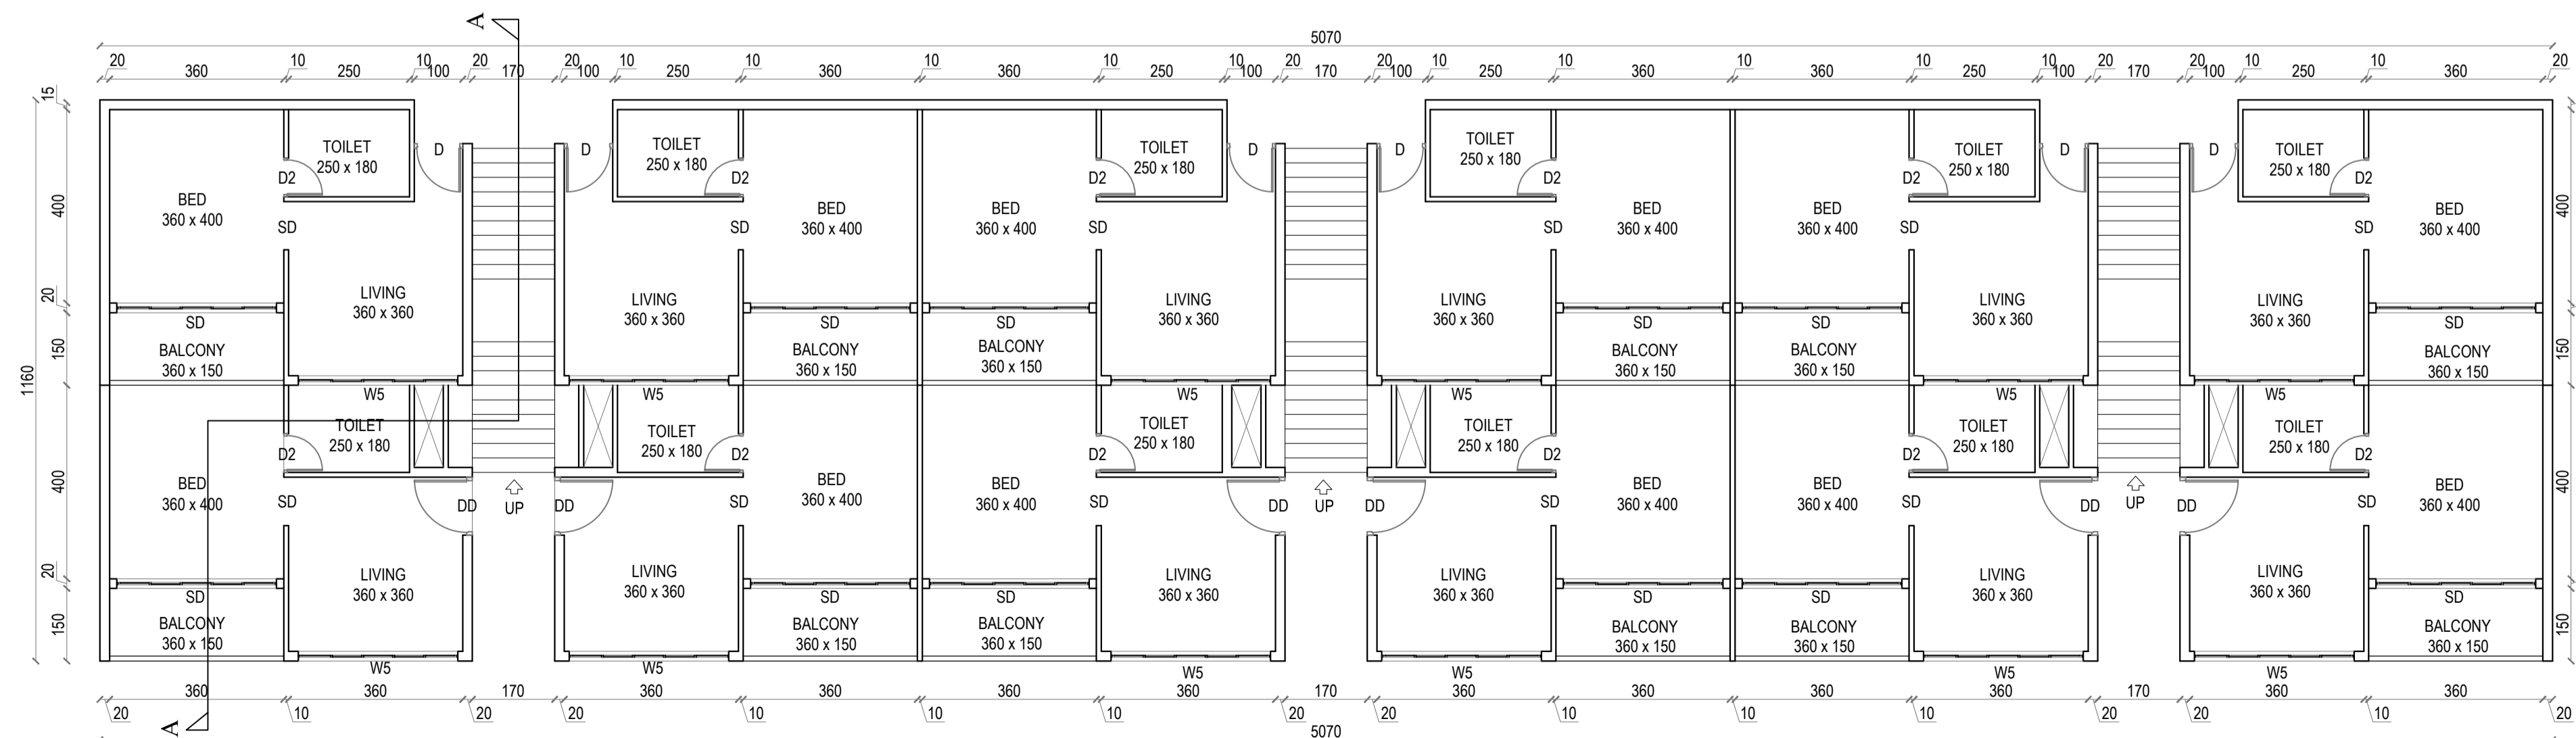 A
5070
20 360 10 250 10 100 20 170 20 100 10 250 10 360 10 360 10 250 10 100 20 170 20 100 10 250 10 360 10 360 10 250 10 100 20 170 20 100 10 250 10 360 20
15
TOILET 250 x 180
D
D
TOILET 250 x 180
TOILET 250 x 180
D
D
TOILET 250 x 180
TOILET 250 x 180
D
D
TOILET 250 x 180
D2
D2
D2
D2
D2
D2
400
BED 360 x 400
BED 360 x 400
BED 360 x 400
BED 360 x 400
BED 360 x 400
BED 360 x 400
400
SD
SD
SD
SD
SD
SD
20
LIVING 360 x 360
LIVING 360 x 360
LIVING 360 x 360
LIVING 360 x 360
LIVING 360 x 360
LIVING 360 x 360
SD
SD
SD
SD
SD
SD
1160
150
BALCONY 360 x 150
BALCONY 360 x 150
BALCONY 360 x 150
BALCONY 360 x 150
BALCONY 360 x 150
BALCONY 360 x 150
150
W5
W5
W5
W5
W5
W5
TOILET 250 x 180
TOILET 250 x 180
TOILET 250 x 180
TOILET 250 x 180
TOILET 250 x 180
TOILET 250 x 180
D2
D2
D2
D2
D2
D2
400
BED 360 x 400
BED 360 x 400
BED 360 x 400
BED 360 x 400
BED 360 x 400
BED 360 x 400
400
SD
DD
UP
DD
SD
SD
DD
UP
DD
SD
SD
DD
UP
DD
SD
20
LIVING 360 x 360
LIVING 360 x 360
LIVING 360 x 360
LIVING 360 x 360
LIVING 360 x 360
LIVING 360 x 360
SD
SD
SD
SD
SD
SD
150
BALCONY 360 x 150
BALCONY 360 x 150
BALCONY 360 x 150
BALCONY 360 x 150
BALCONY 360 x 150
BALCONY 360 x 150
150
W5
W5
W5
W5
W5
W5
360 360 170 360 360 360 360 170 360 360 360 360 170 360 360
20 10 20 20 10 10 10 20 20 10 10 10 20 20 10 20
A
5070